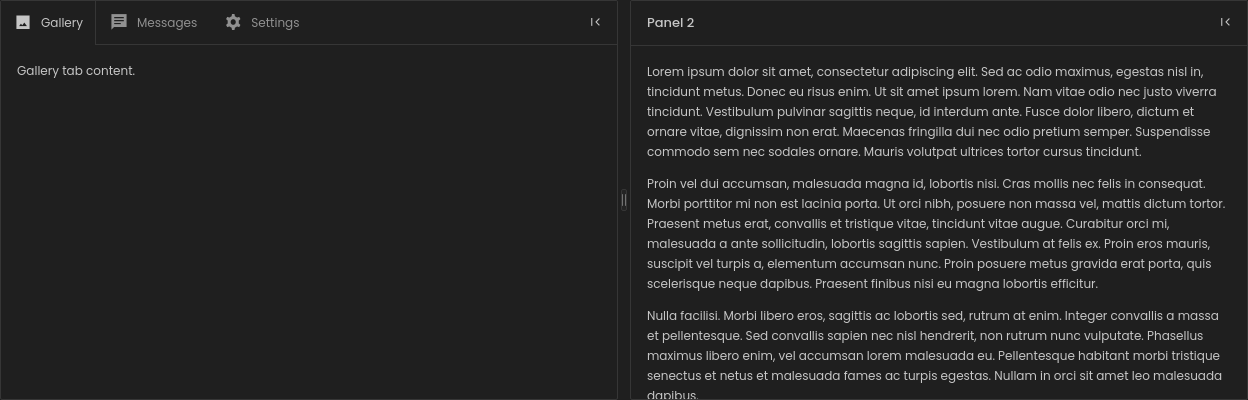 Gallery Messages Settings
Gallery tab content.
Panel 2
Lorem ipsum dolor sit amet, consectetur adipiscing elit. Sed ac odio maximus, egestas nisl in,
tincidunt metus. Donec eu risus enim. Ut sit amet ipsum lorem. Nam vitae odio nec justo viverra
tincidunt. Vestibulum pulvinar sagittis neque, id interdum ante. Fusce dolor libero, dictum et
ornare vitae, dignissim non erat. Maecenas fringilla dui nec odio pretium semper. Suspendisse
commodo sem nec sodales ornare. Mauris volutpat ultrices tortor cursus tincidunt.
Proin vel dui accumsan, malesuada magna id, lobortis nisi. Cras mollis nec felis in consequat.
Morbi porttitor mi non est lacinia porta. Ut orci nibh, posuere non massa vel, mattis dictum tortor.
Praesent metus erat, convallis et tristique vitae, tincidunt vitae augue. Curabitur orci mi,
malesuada a ante sollicitudin, lobortis sagittis sapien. Vestibulum at felis ex. Proin eros mauris,
suscipit vel turpis a, elementum accumsan nunc. Proin posuere metus gravida erat porta, quis
scelerisque neque dapibus. Praesent finibus nisi eu magna lobortis efficitur.
Nulla facilisi. Morbi libero eros, sagittis ac lobortis sed, rutrum at enim. Integer convallis a massa
et pellentesque. Sed convallis sapien nec nisl hendrerit, non rutrum nunc vulputate. Phasellus
maximus libero enim, vel accumsan lorem malesuada eu. Pellentesque habitant morbi tristique
senectus et netus et malesuada fames ac turpis egestas. Nullam in orci sit amet leo malesuada
dapibus.